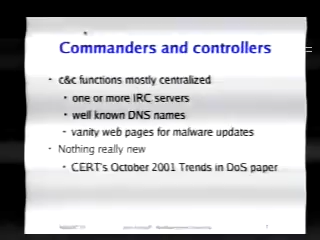 Commanders and controllers
• c&c functions mostly centralized
• one or more IRC servers
• well known DNS names
• vanity web pages for malware updates
• Nothing really new
• CERT's October 2001 Trends in DoS paper